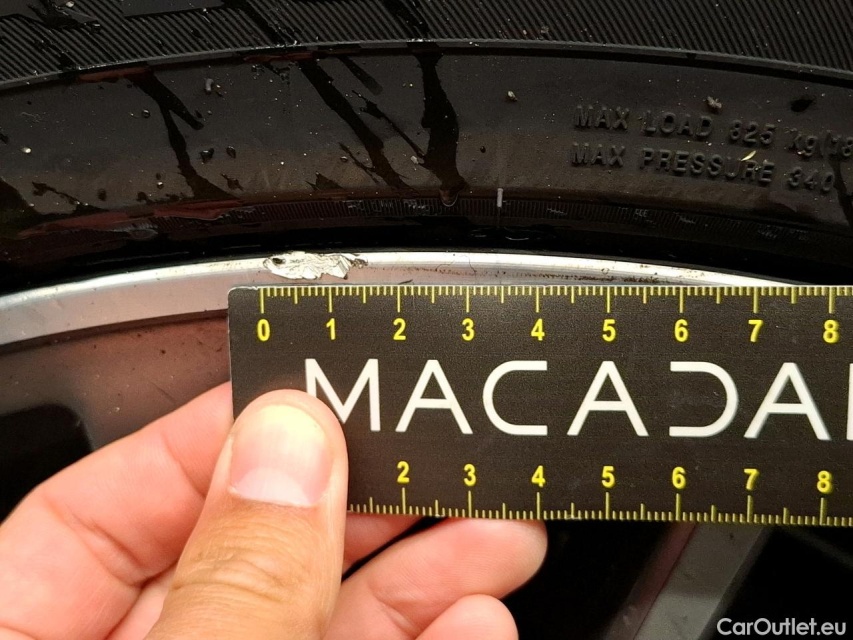 MAX LOAD 825 kg(18
MAX PRESSURE 340
0 1 2 3 4 5 6 7 8
MACADA
2 3 4 5 6 7 8
CarOutlet.eu